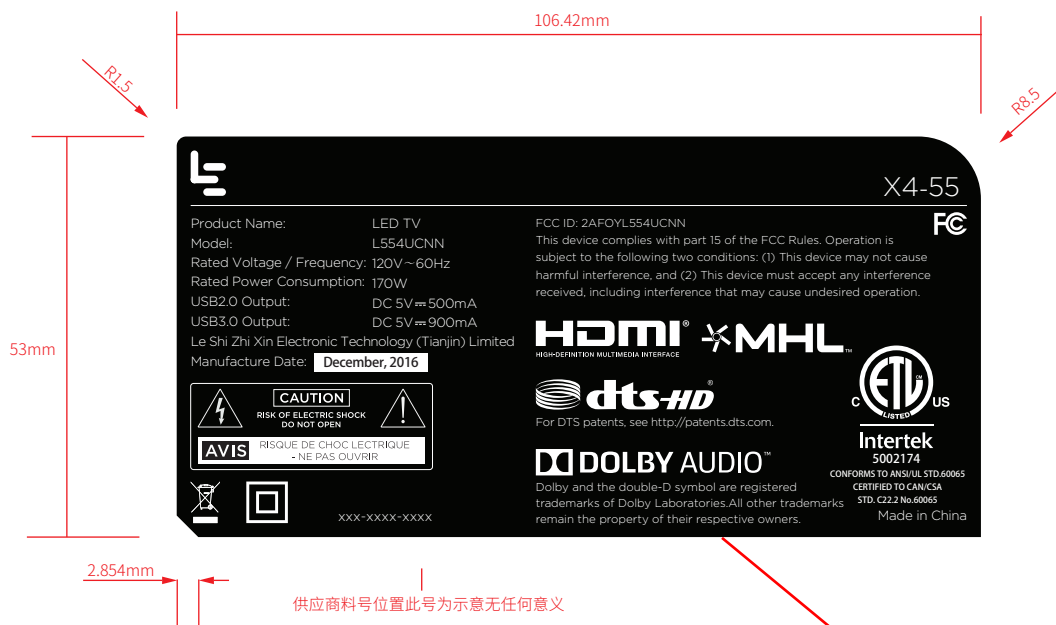 106.42mm
R1.5
R8.5
53mm
LE
X4-55
Product Name: LED TV
Model: L554UCNN
Rated Voltage / Frequency: 120V～60Hz
Rated Power Consumption: 170W
USB2.0 Output: DC 5V⎓500mA
USB3.0 Output: DC 5V⎓900mA
Le Shi Zhi Xin Electronic Technology (Tianjin) Limited
Manufacture Date: December, 2016
CAUTION
RISK OF ELECTRIC SHOCK
DO NOT OPEN
AVIS
RISQUE DE CHOC LECTRIQUE
- NE PAS OUVRIR
xxx-xxxx-xxxx
FCC ID: 2AFOYL554UCNN
FC
This device complies with part 15 of the FCC Rules. Operation is
subject to the following two conditions: (1) This device may not cause
harmful interference, and (2) This device must accept any interference
received, including interference that may cause undesired operation.
HDMI®
HIGH-DEFINITION MULTIMEDIA INTERFACE
MHL™
dts-HD®
For DTS patents, see http://patents.dts.com.
DOLBY AUDIO™
Dolby and the double-D symbol are registered
trademarks of Dolby Laboratories.All other trademarks
remain the property of their respective owners.
ETL CM
LISTED
C US
Intertek
5002174
CONFORMS TO ANSI/UL STD.60065
CERTIFIED TO CAN/CSA
STD. C22.2 No.60065
Made in China
2.854mm
供应商料号位置此号为示意无任何意义